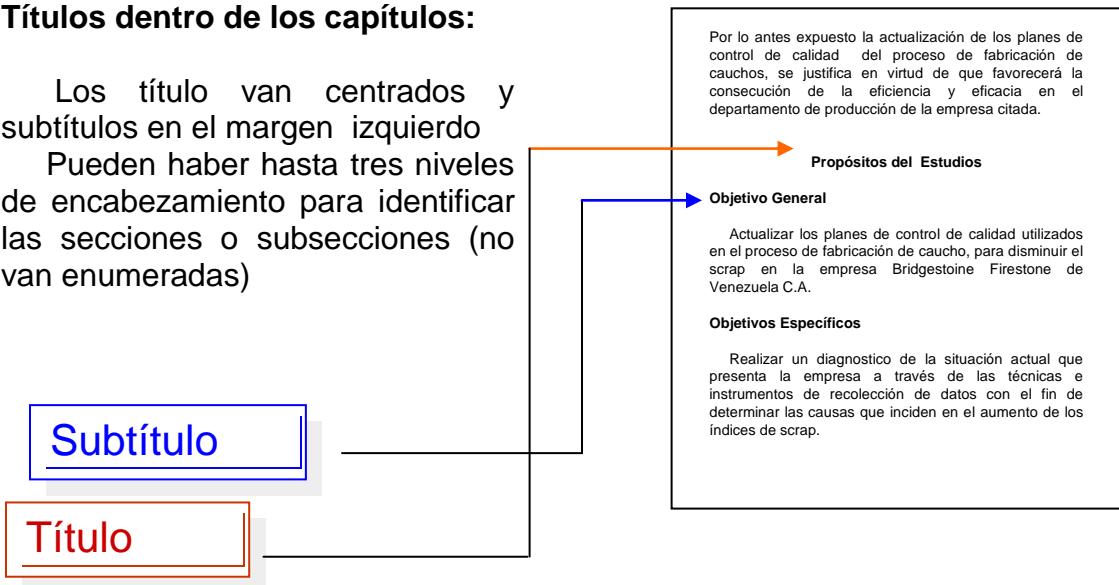 Títulos dentro de los capítulos:
Los título van centrados y
subtítulos en el margen izquierdo
Pueden haber hasta tres niveles
de encabezamiento para identificar
las secciones o subsecciones (no
van enumeradas)
Subtítulo
Título
Por lo antes expuesto la actualización de los planes de
control de calidad del proceso de fabricación de
cauchos, se justifica en virtud de que favorecerá la
consecución de la eficiencia y eficacia en el
departamento de producción de la empresa citada.
Propósitos del Estudios
Objetivo General
Actualizar los planes de control de calidad utilizados
en el proceso de fabricación de caucho, para disminuir el
scrap en la empresa Bridgestoine Firestone de
Venezuela C.A.
Objetivos Específicos
Realizar un diagnostico de la situación actual que
presenta la empresa a través de las técnicas e
instrumentos de recolección de datos con el fin de
determinar las causas que inciden en el aumento de los
índices de scrap.